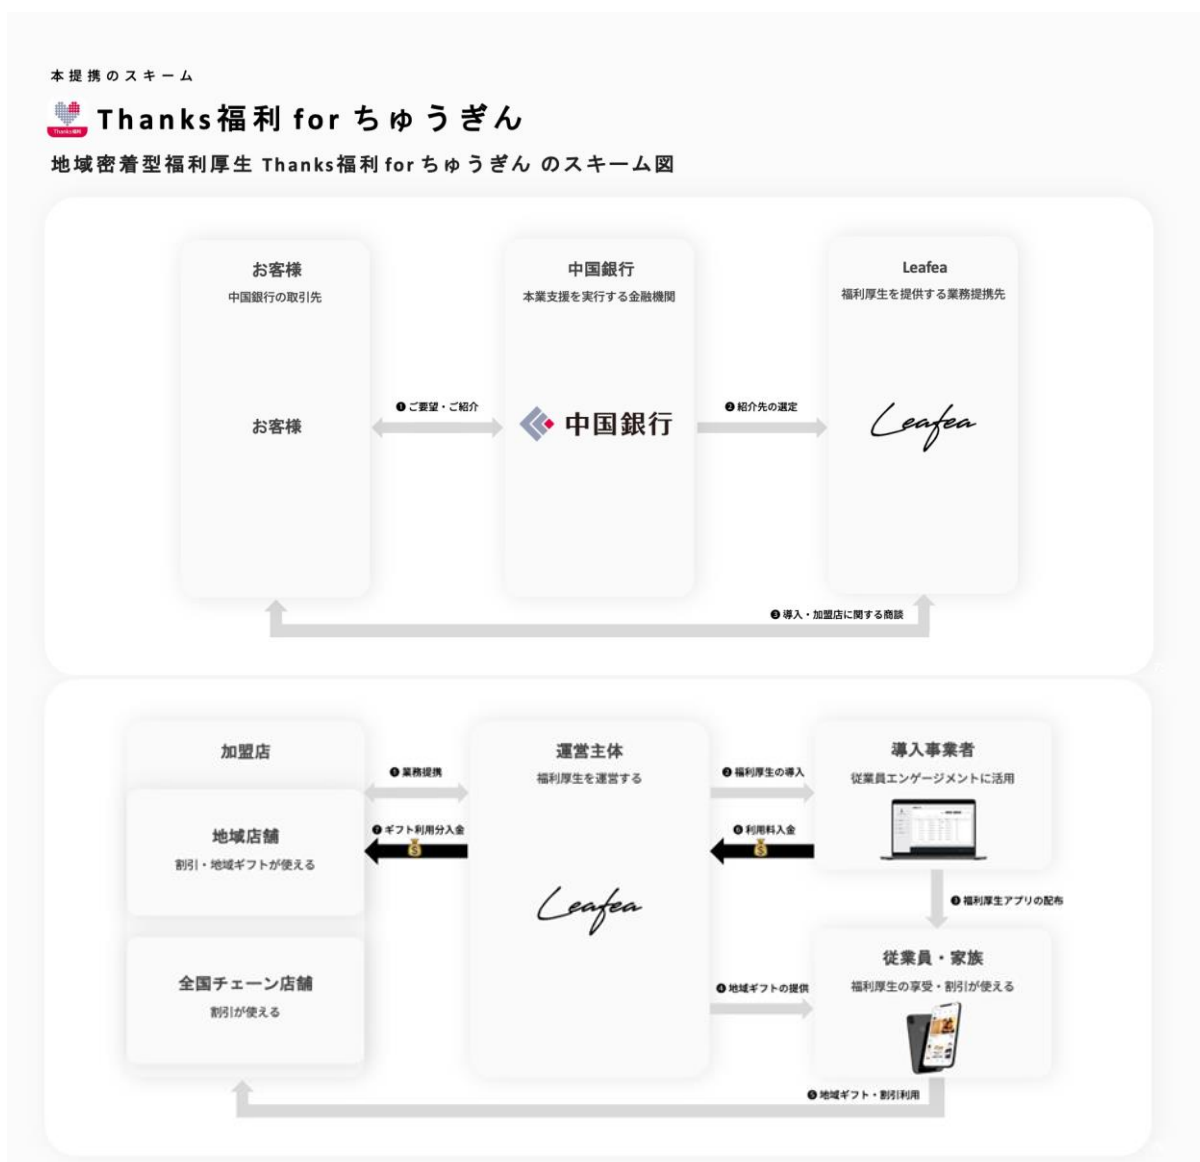 本提携のスキーム
Thanks福利
Thanks福利 for ちゅうぎん
地域密着型福利厚生 Thanks福利 for ちゅうぎん のスキーム図
お客様
中国銀行の取引先
お客様
❶ ご要望・ご紹介
中国銀行
本業支援を実行する金融機関
中国銀行
❷ 紹介先の選定
Leafea
福利厚生を提供する業務提携先
Leafea
❸ 導入・加盟店に関する商談
加盟店
地域店舗
割引・地域ギフトが使える
全国チェーン店舗
割引が使える
❶ 業務提携
❼ ギフト利用分入金
運営主体
福利厚生を運営する
Leafea
❷ 福利厚生の導入
❻ 利用料入金
導入事業者
従業員エンゲージメントに活用
❸ 福利厚生アプリの配布
❹ 地域ギフトの提供
従業員・家族
福利厚生の享受・割引が使える
❺ 地域ギフト・割引利用